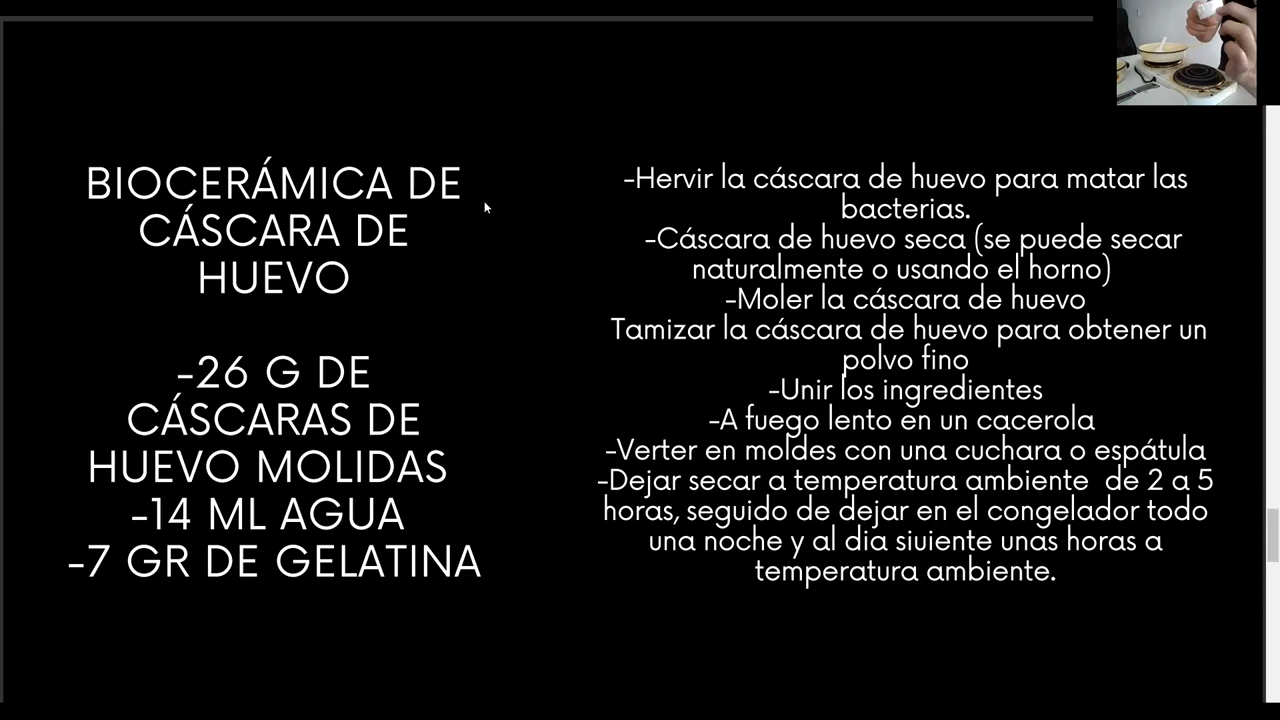 BIOCERÁMICA DE
CÁSCARA DE
HUEVO
-26 G DE
CÁSCARAS DE
HUEVO MOLIDAS
-14 ML AGUA
-7 GR DE GELATINA
-Hervir la cáscara de huevo para matar las
bacterias.
-Cáscara de huevo seca (se puede secar
naturalmente o usando el horno)
-Moler la cáscara de huevo
Tamizar la cáscara de huevo para obtener un
polvo fino
-Unir los ingredientes
-A fuego lento en un cacerola
-Verter en moldes con una cuchara o espátula
-Dejar secar a temperatura ambiente  de 2 a 5
horas, seguido de dejar en el congelador todo
una noche y al dia siuiente unas horas a
temperatura ambiente.